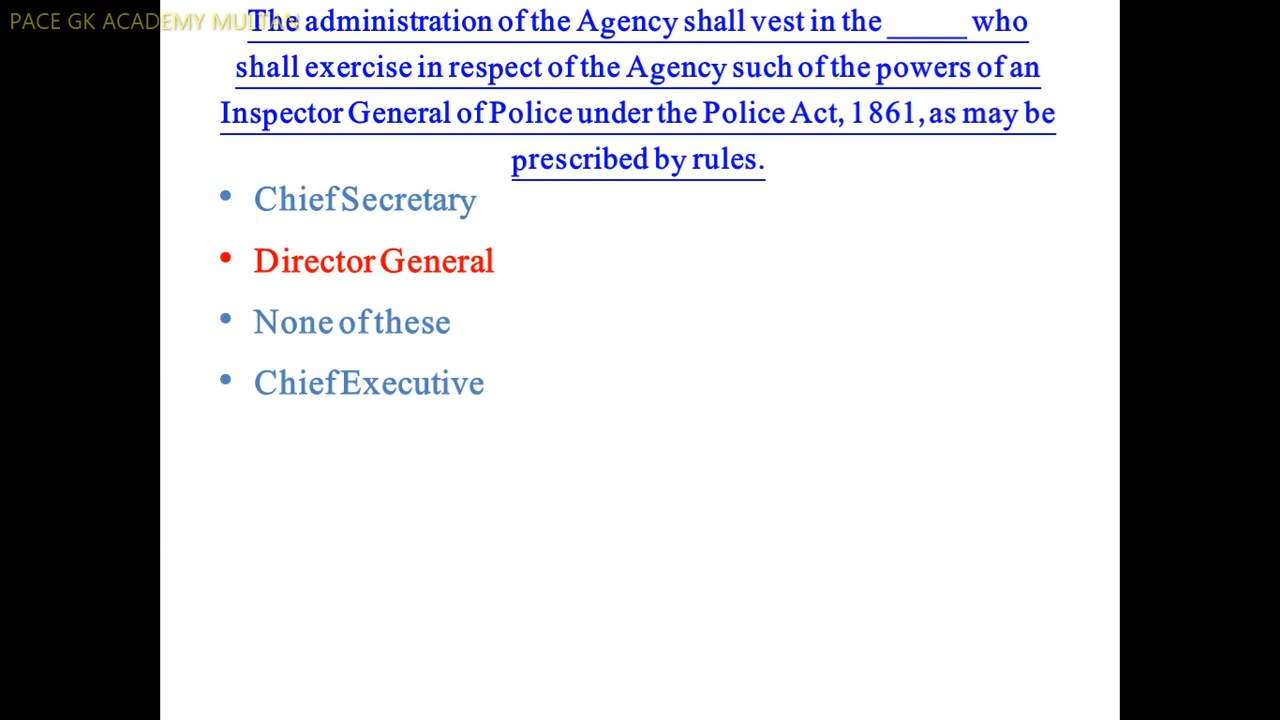 PACE GK ACADEMY MULTAN
The administration of the Agency shall vest in the _____ who
shall exercise in respect of the Agency such of the powers of an
Inspector General of Police under the Police Act, 1861, as may be
prescribed by rules.
• Chief Secretary
• Director General
• None of these
• Chief Executive